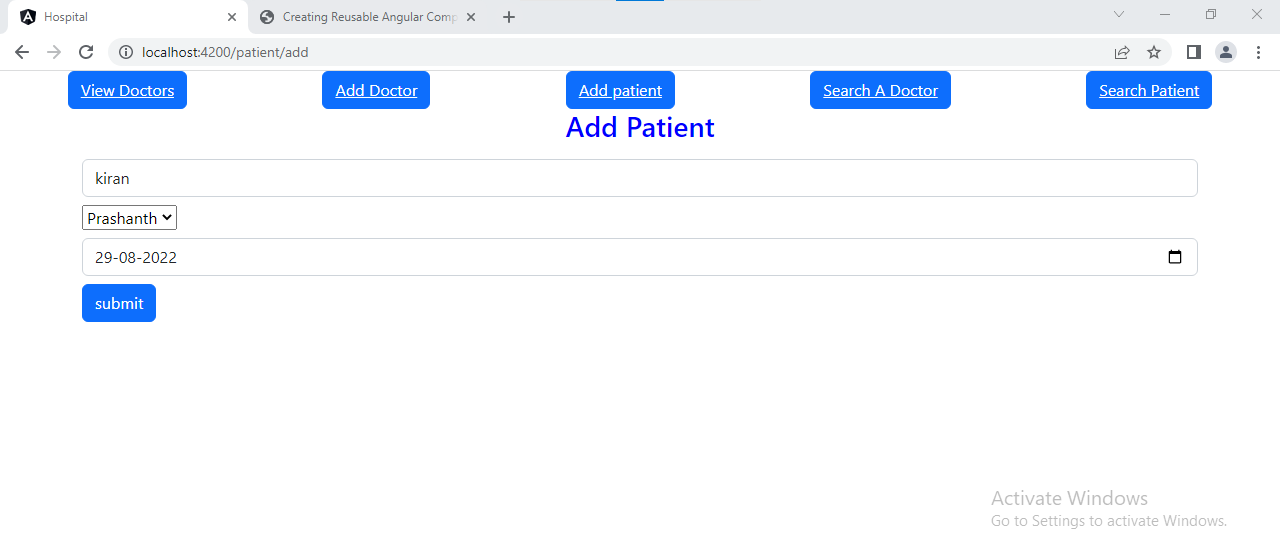 Hospital
Creating Reusable Angular Comp
localhost:4200/patient/add
View Doctors
Add Doctor
Add patient
Search A Doctor
Search Patient
Add Patient
kiran
Prashanth
29-08-2022
submit
Activate Windows
Go to Settings to activate Windows.